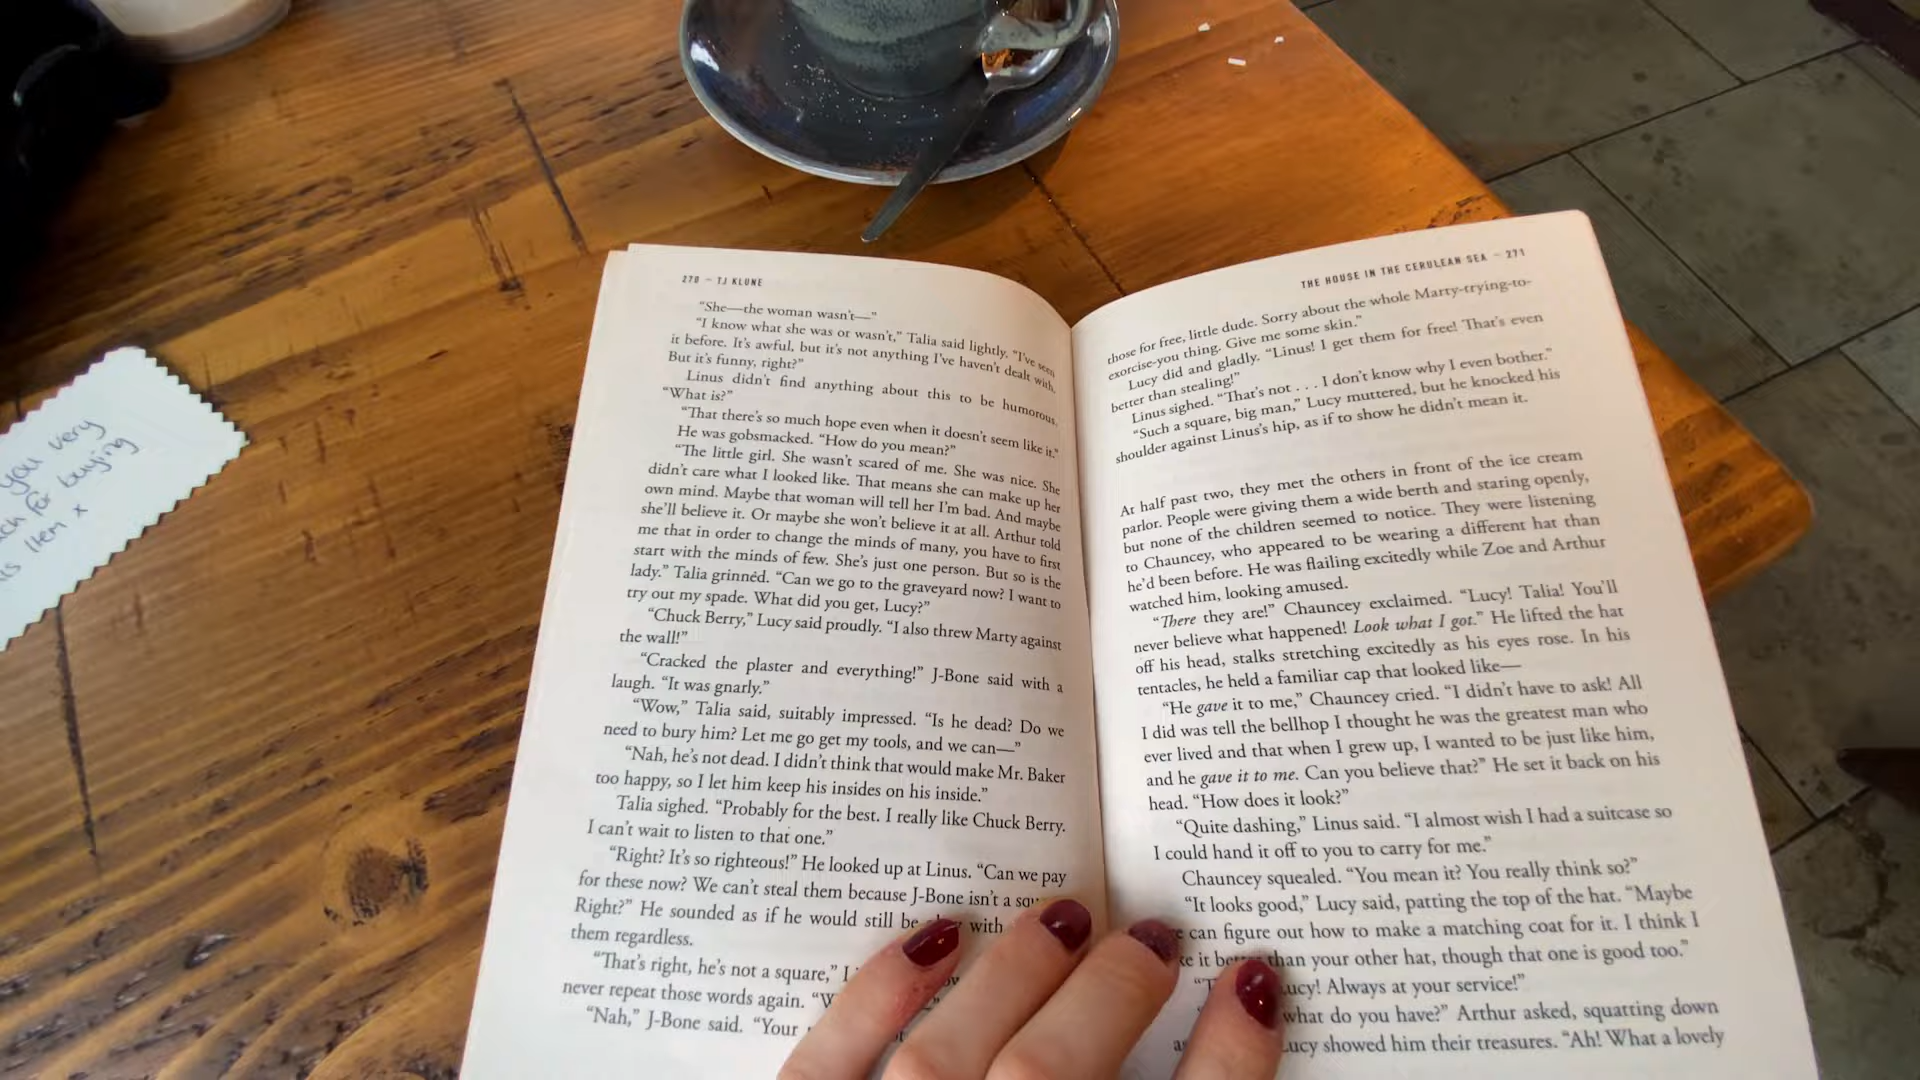 you very
for buying
item x
270 – TJ KLUNE
“She—the woman wasn’t—”
“I know what she was or wasn’t,” Talia said lightly. “I’ve seen
it before. It’s awful, but it’s not anything I’ve haven’t dealt with.
But it’s funny, right?”
Linus didn’t find anything about this to be humorous.
“What is?”
“That there’s so much hope even when it doesn’t seem like it.”
He was gobsmacked. “How do you mean?”
“The little girl. She wasn’t scared of me. She was nice. She
didn’t care what I looked like. That means she can make up her
own mind. Maybe that woman will tell her I’m bad. And maybe
she’ll believe it. Or maybe she won’t believe it at all. Arthur told
me that in order to change the minds of many, you have to first
start with the minds of few. She’s just one person. But so is the
lady.” Talia grinned. “Can we go to the graveyard now? I want to
try out my spade. What did you get, Lucy?”
“Chuck Berry,” Lucy said proudly. “I also threw Marty against
the wall!”
“Cracked the plaster and everything!” J-Bone said with a
laugh. “It was gnarly.”
“Wow,” Talia said, suitably impressed. “Is he dead? Do we
need to bury him? Let me go get my tools, and we can—”
“Nah, he’s not dead. I didn’t think that would make Mr. Baker
too happy, so I let him keep his insides on his inside.”
Talia sighed. “Probably for the best. I really like Chuck Berry.
I can’t wait to listen to that one.”
“Right? It’s so righteous!” He looked up at Linus. “Can we pay
for these now? We can’t steal them because J-Bone isn’t a
Right?” He sounded as if he would still be with
them regardless.
“That’s right, he’s not a square,”
never repeat those words again.
“Nah,” J-Bone said. “Your
THE HOUSE IN THE CERULEAN SEA – 271
those for free, little dude. Sorry about the whole Marty-trying-to-
exorcise-you thing. Give me some skin.”
Lucy did and gladly. “Linus! I get them for free! That’s even
better than stealing!”
Linus sighed. “That’s not . . . I don’t know why I even bother.”
“Such a square, big man,” Lucy muttered, but he knocked his
shoulder against Linus’s hip, as if to show he didn’t mean it.
At half past two, they met the others in front of the ice cream
parlor. People were giving them a wide berth and staring openly,
but none of the children seemed to notice. They were listening
to Chauncey, who appeared to be wearing a different hat than
he’d been before. He was flailing excitedly while Zoe and Arthur
watched him, looking amused.
“There they are!” Chauncey exclaimed. “Lucy! Talia! You’ll
never believe what happened! Look what I got.” He lifted the hat
off his head, stalks stretching excitedly as his eyes rose. In his
tentacles, he held a familiar cap that looked like—
“He gave it to me,” Chauncey cried. “I didn’t have to ask! All
I did was tell the bellhop I thought he was the greatest man who
ever lived and that when I grew up, I wanted to be just like him,
and he gave it to me. Can you believe that?” He set it back on his
head. “How does it look?”
“Quite dashing,” Linus said. “I almost wish I had a suitcase so
I could hand it off to you to carry for me.”
Chauncey squealed. “You mean it? You really think so?”
“It looks good,” Lucy said, patting the top of the hat. “Maybe
can figure out how to make a matching coat for it. I think I
it than your other hat, though that one is good too.”
Lucy! Always at your service!”
what do you have?” Arthur asked, squatting down
Lucy showed him their treasures. “Ah! What a lovely